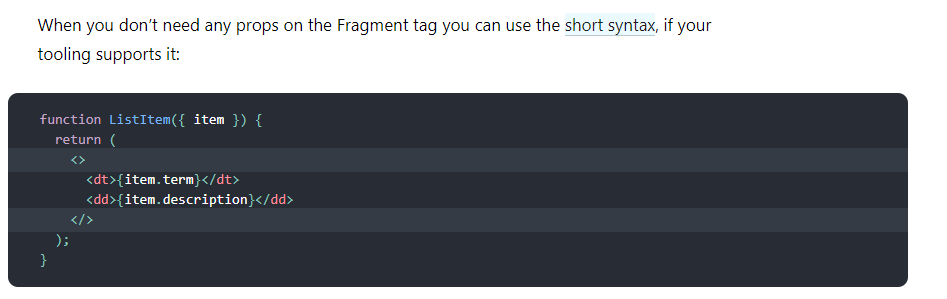 When you don't need any props on the Fragment tag you can use the short syntax, if your
tooling supports it:
function ListItem({ item }) {
  return (
    <>
      <dt>{item.term}</dt>
      <dd>{item.description}</dd>
    </>
  );
}